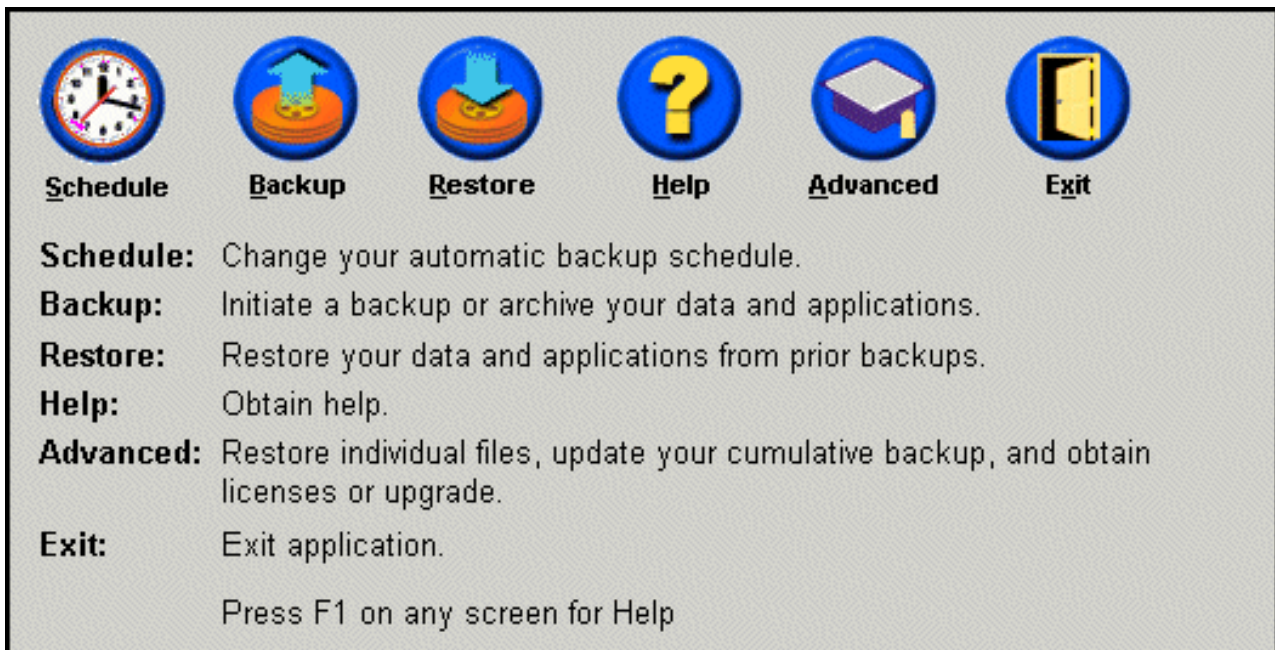 Schedule Backup Restore Help Advanced Exit
Schedule: Change your automatic backup schedule.
Backup: Initiate a backup or archive your data and applications.
Restore: Restore your data and applications from prior backups.
Help: Obtain help.
Advanced: Restore individual files, update your cumulative backup, and obtain
licenses or upgrade.
Exit: Exit application.
Press F1 on any screen for Help